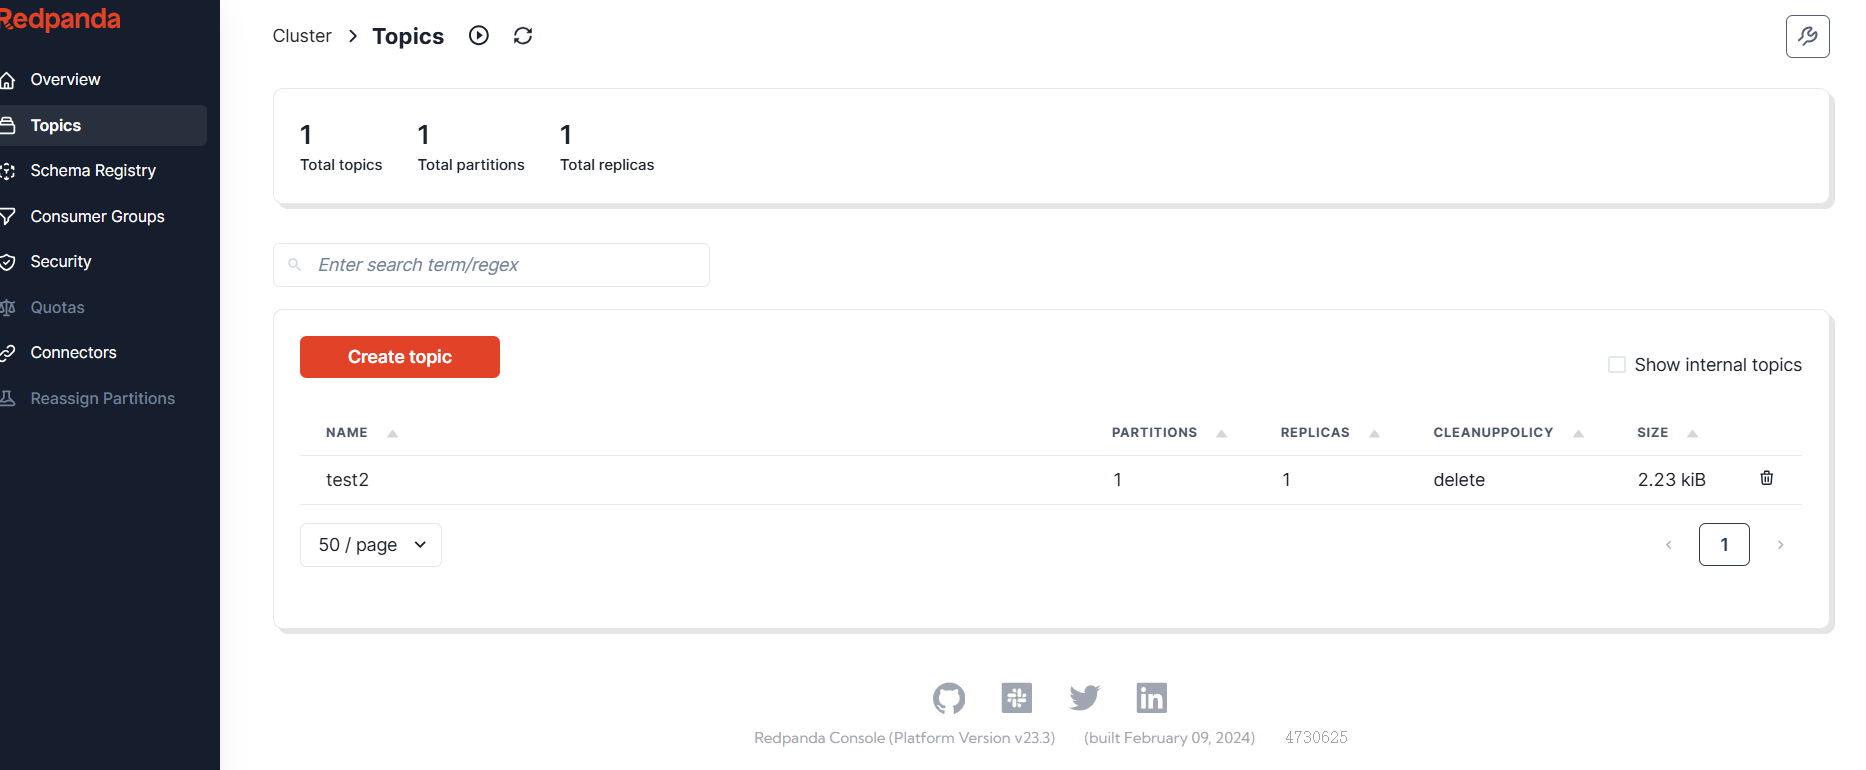 Redpanda
Cluster > Topics
Overview
Topics
Schema Registry
Consumer Groups
Security
Quotas
Connectors
Reassign Partitions
1 1 1
Total topics Total partitions Total replicas
Enter search term/regex
Create topic
Show internal topics
NAME PARTITIONS REPLICAS CLEANUPPOLICY SIZE
test2 1 1 delete 2.23 kiB
50 / page
1
Redpanda Console (Platform Version v23.3) (built February 09, 2024) 4730625